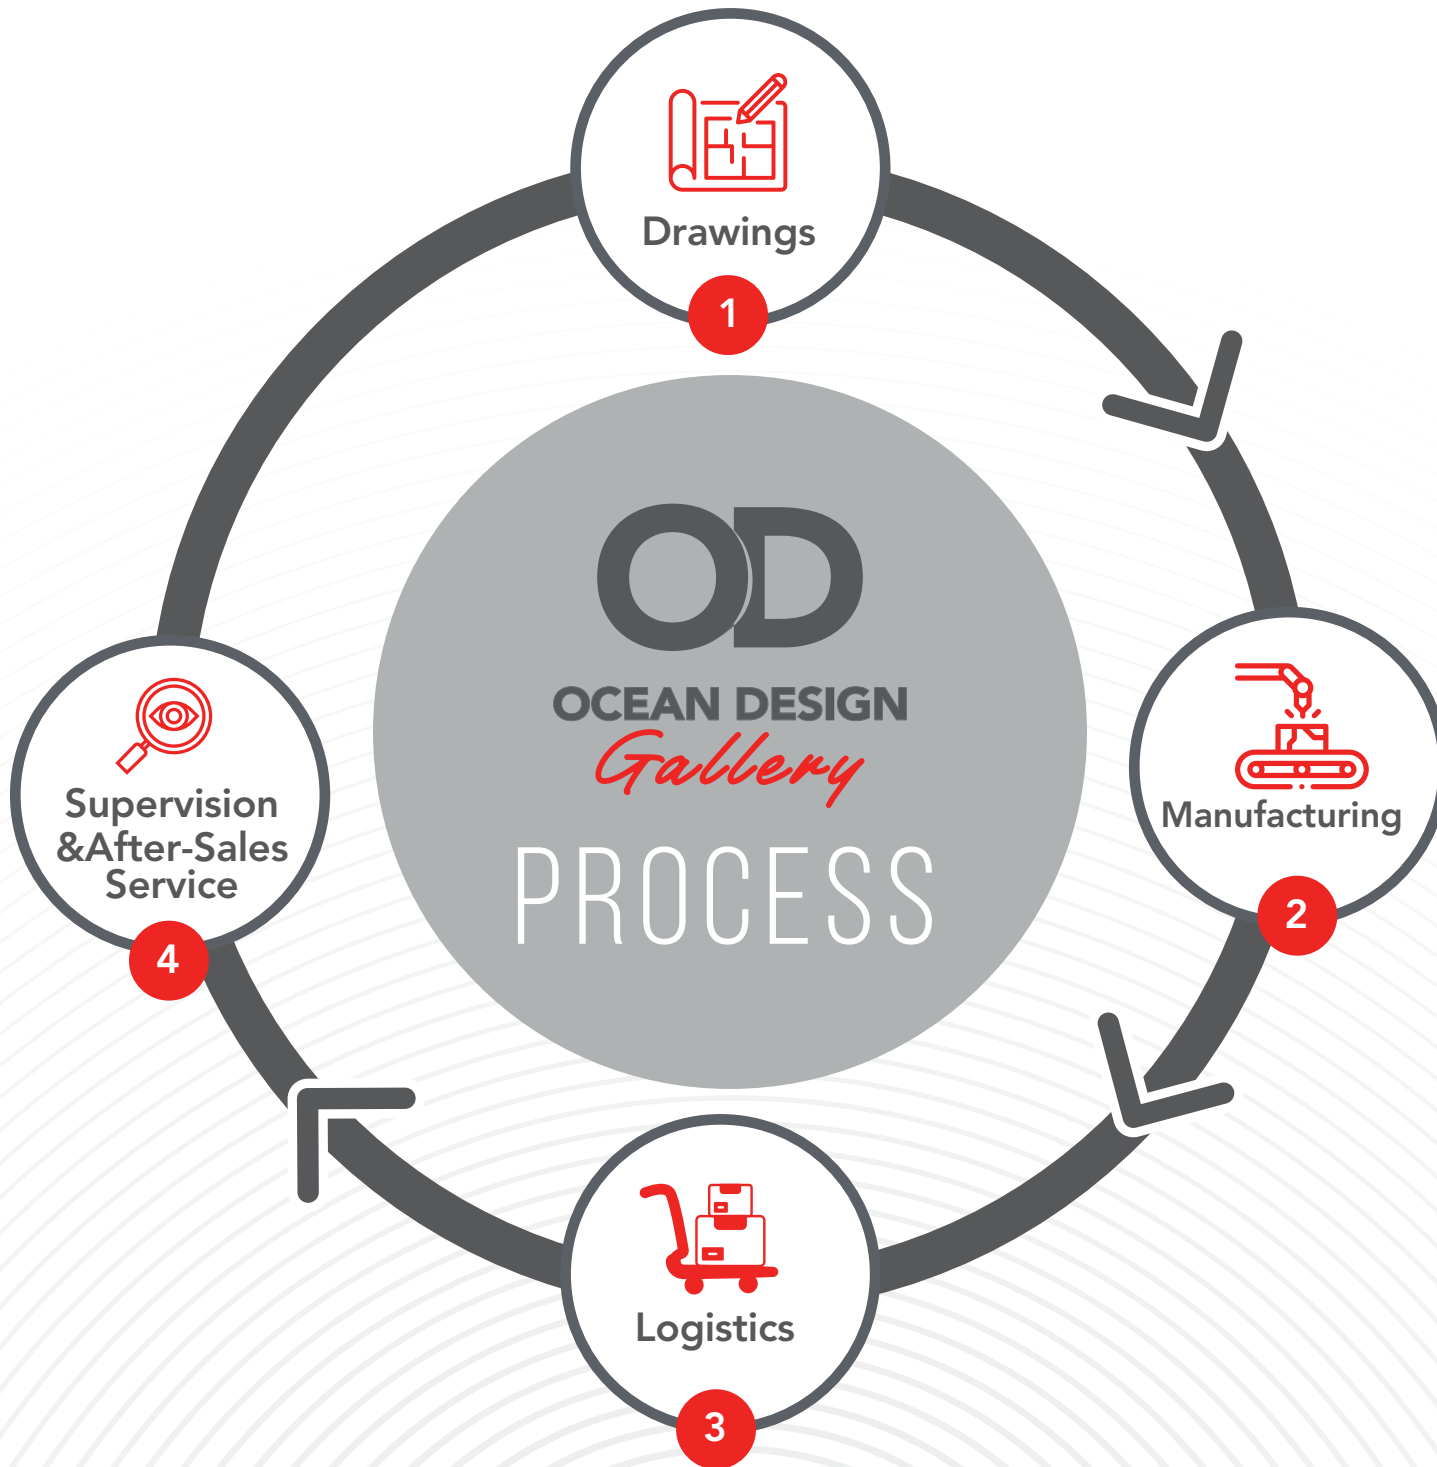 Drawings
1
OD
OCEAN DESIGN
Gallery
PROCESS
Manufacturing
2
Logistics
3
Supervision
&After-Sales
Service
4